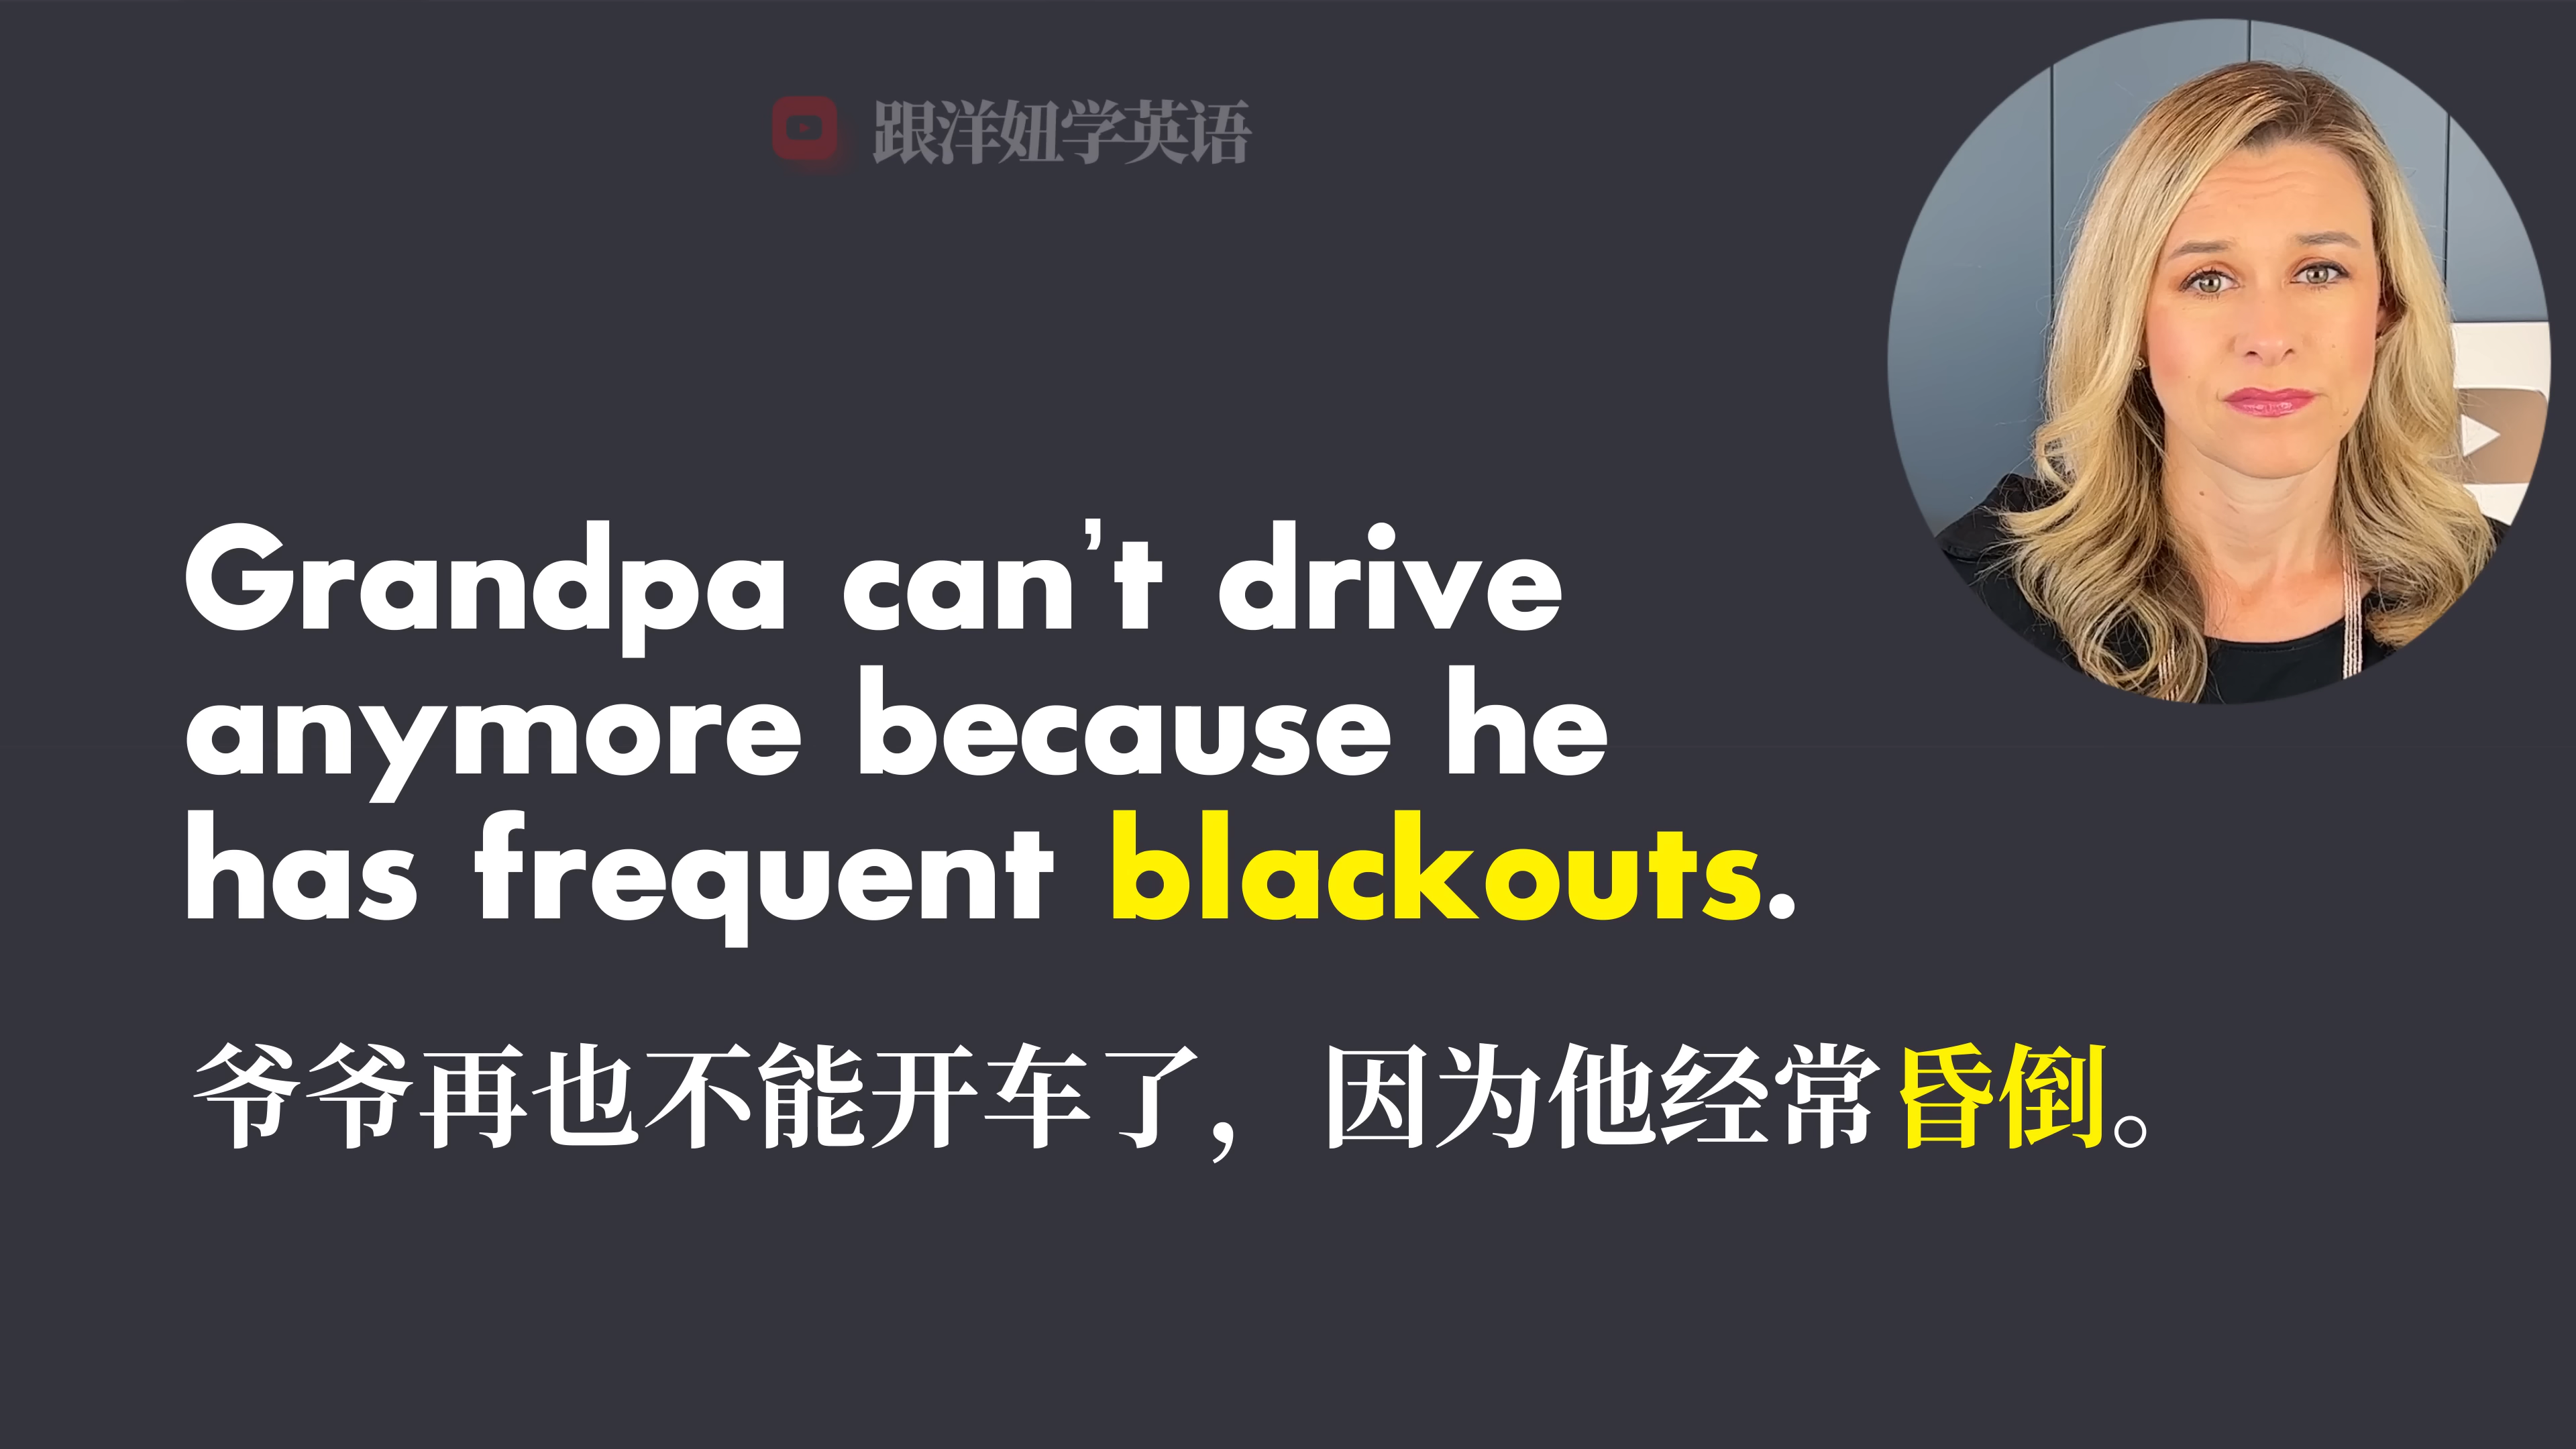 跟洋妞学英语
Grandpa can't drive
anymore because he
has frequent blackouts.
爷爷再也不能开车了，因为他经常昏倒。